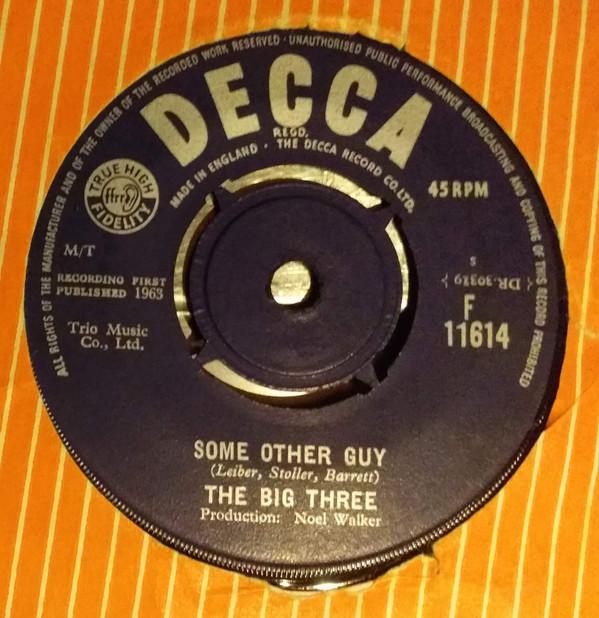 ALL RIGHTS OF THE MANUFACTURER AND OF THE OWNER OF THE RECORDED WORK RESERVED · UNAUTHORISED PUBLIC PERFORMANCE BROADCASTING AND COPYING OF THIS RECORD PROHIBITED
DECCA
REGD.
MADE IN ENGLAND · THE DECCA RECORD CO. LTD.
TRUE HIGH
ffrr
FIDELITY
45 RPM
M/T
RECORDING FIRST
PUBLISHED 1963
Trio Music
Co., Ltd.
S
{ DR.30319 }
F
11614
SOME OTHER GUY
(Leiber, Stoller, Barrett)
THE BIG THREE
Production: Noel Walker